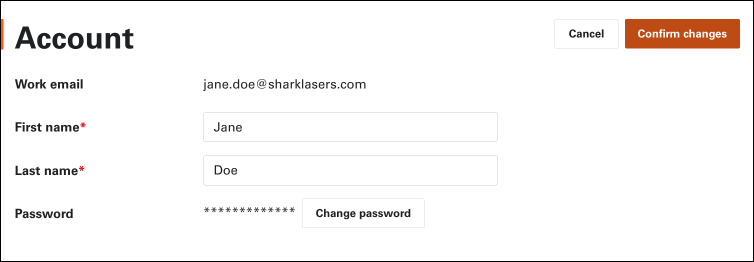 Account
Cancel
Confirm changes
Work email
jane.doe@sharklasers.com
First name*
Jane
Last name*
Doe
Password
*************
Change password